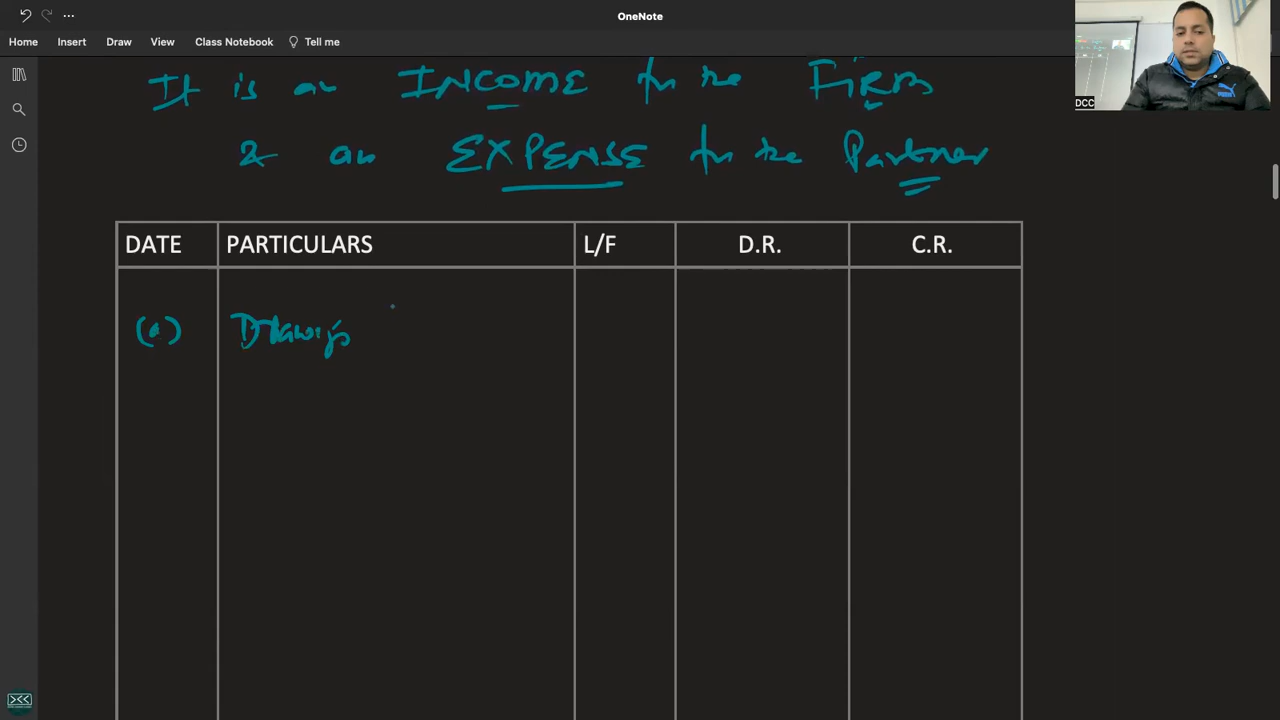 OneNote
Home Insert Draw View Class Notebook Tell me
DCC
It is an INCOME for the Firm
& an EXPENSE for the Partner
DATE PARTICULARS L/F D.R. C.R.
(a) Drawings